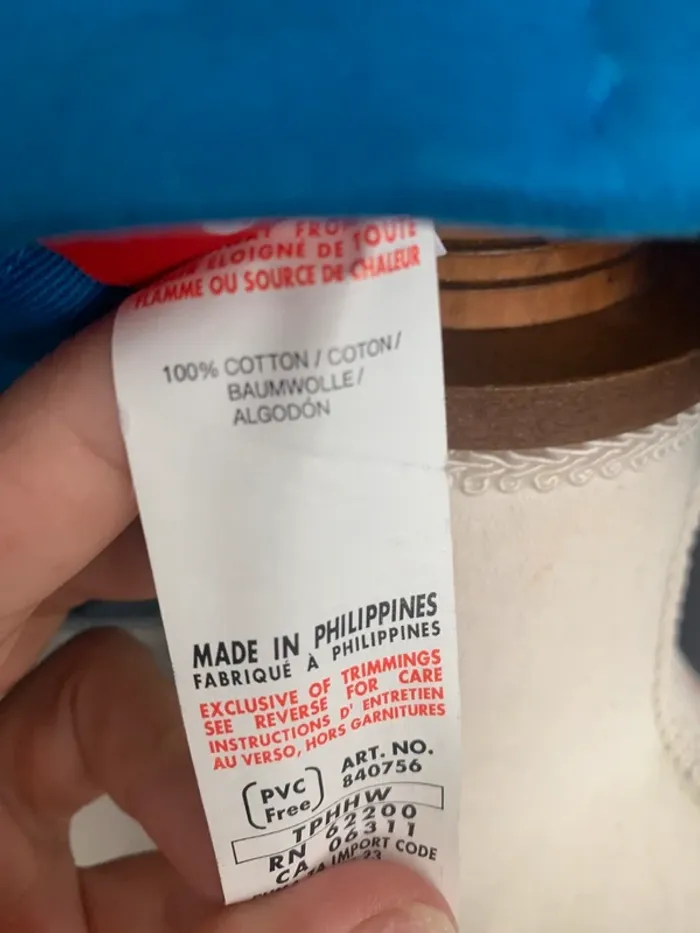 FROM
ÉLOIGNÉ DE TOUTE
FLAMME OU SOURCE DE CHALEUR
100% COTTON / COTON /
BAUMWOLLE /
ALGODÓN
MADE IN PHILIPPINES
FABRIQUÉ À PHILIPPINES
EXCLUSIVE OF TRIMMINGS
SEE REVERSE FOR CARE
INSTRUCTIONS D' ENTRETIEN
AU VERSO, HORS GARNITURES
(PVC Free)
ART. NO.
840756
TPHHW
RN 62200
CA 06311
IMPORT CODE
23